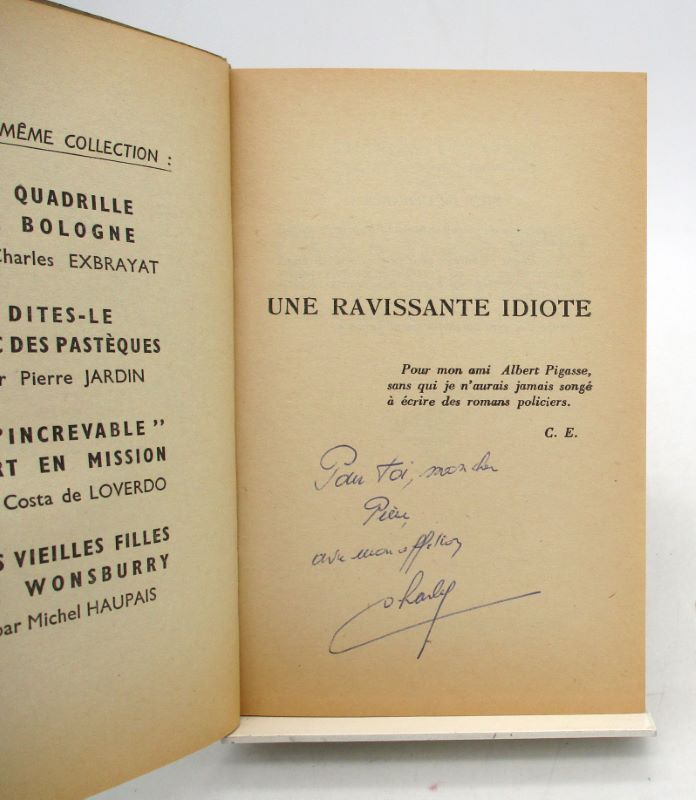 MÊME COLLECTION :
QUADRILLE
BOLOGNE
Charles EXBRAYAT
DITES-LE
C DES PASTÈQUES
r Pierre JARDIN
"INCREVABLE"
RT EN MISSION
Costa de LOVERDO
S VIEILLES FILLES
WONSBURRY
par Michel HAUPAIS
UNE RAVISSANTE IDIOTE
Pour mon ami Albert Pigasse,
sans qui je n'aurais jamais songé
à écrire des romans policiers.
C. E.
Pour toi, mon cher
Pierre,
avec mon affection
Charles